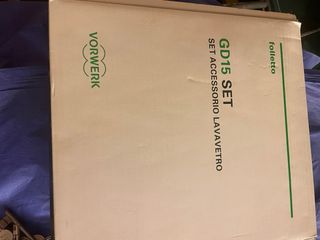 folletto
GD15 SET
SET ACCESSORIO LAVAVETRO
VORWERK